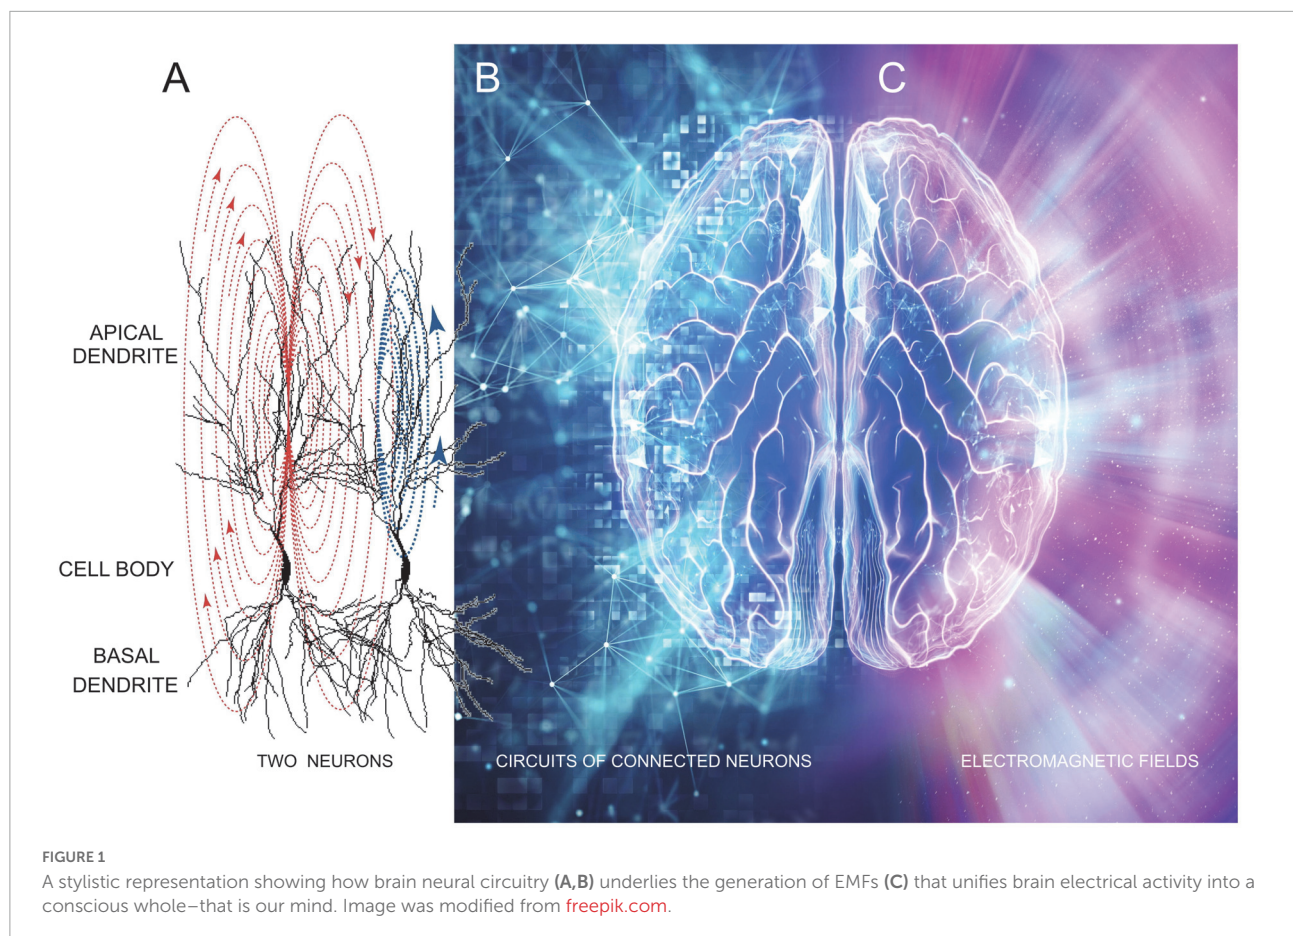 A
B
C
APICAL
DENDRITE
CELL BODY
BASAL
DENDRITE
TWO NEURONS
CIRCUITS OF CONNECTED NEURONS
ELECTROMAGNETIC FIELDS
FIGURE 1
A stylistic representation showing how brain neural circuitry (A,B) underlies the generation of EMFs (C) that unifies brain electrical activity into a
conscious whole–that is our mind. Image was modified from freepik.com.